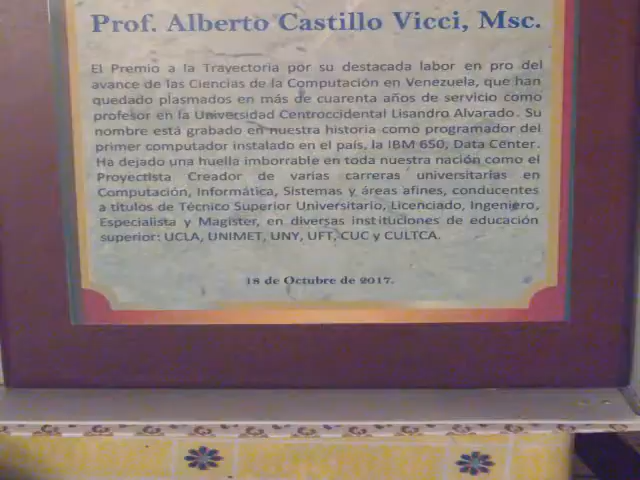 Prof. Alberto Castillo Vicci, Msc.
El Premio a la Trayectoria por su destacada labor en pro del
avance de las Ciencias de la Computación en Venezuela, que han
quedado plasmados en más de cuarenta años de servicio como
profesor en la Universidad Centroccidental Lisandro Alvarado. Su
nombre está grabado en nuestra historia como programador del
primer computador instalado en el país, la IBM 650, Data Center.
Ha dejado una huella imborrable en toda nuestra nación como el
Proyectista Creador de varias carreras universitarias en
Computación, Informática, Sistemas y áreas afines, conducentes
a títulos de Técnico Superior Universitario, Licenciado, Ingeniero,
Especialista y Magister, en diversas instituciones de educación
superior: UCLA, UNIMET, UNY, UFT, CUC y CULTCA.
18 de Octubre de 2017.